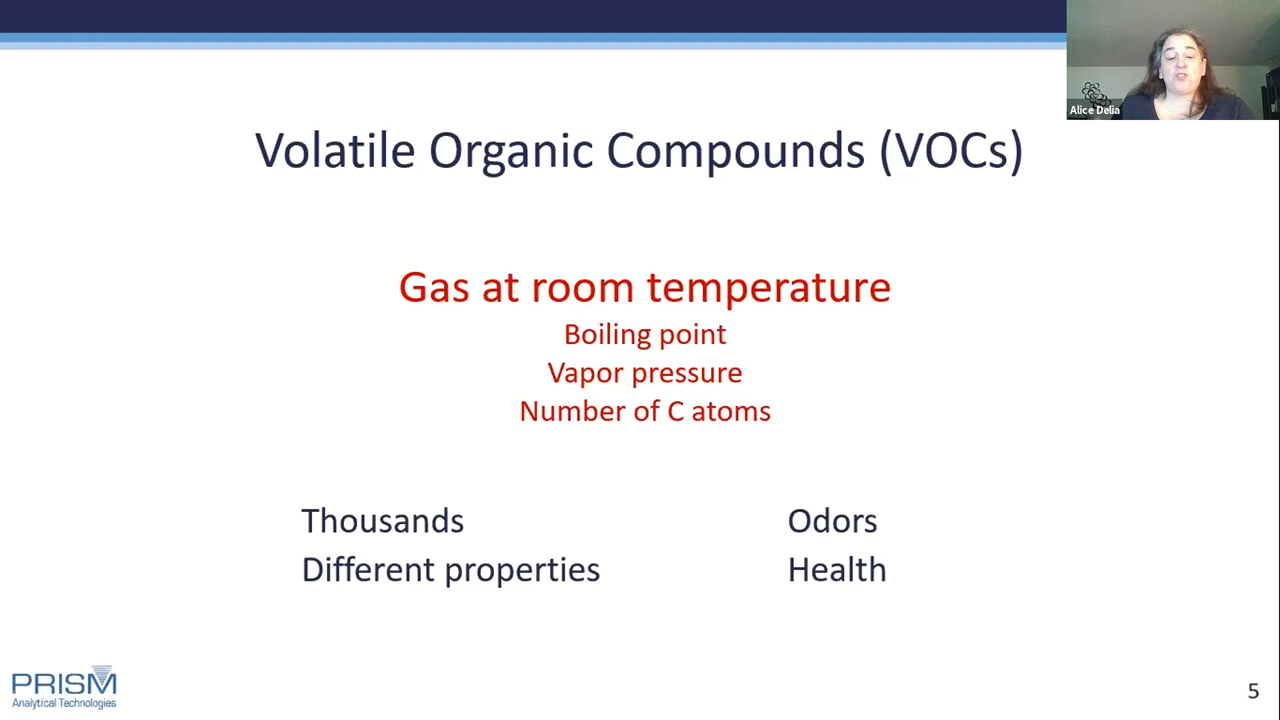 Alice Delia
Volatile Organic Compounds (VOCs)
Gas at room temperature
Boiling point
Vapor pressure
Number of C atoms
Thousands
Different properties
Odors
Health
PRISM
Analytical Technologies
5